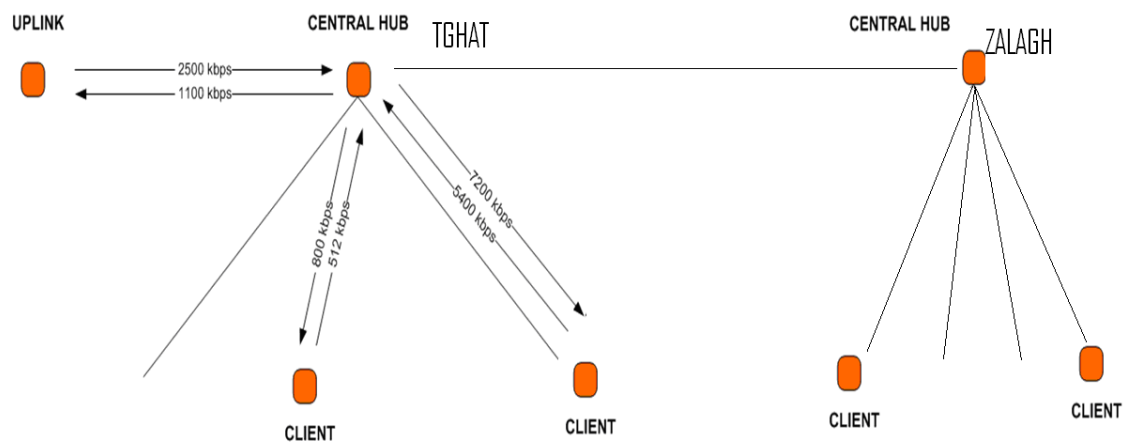 UPLINK
CENTRAL HUB
TGHAT
CENTRAL HUB
ZALAGH
2500 kbps
1100 kbps
800 kbps
512 kbps
7200 kbps
5400 kbps
CLIENT
CLIENT
CLIENT
CLIENT